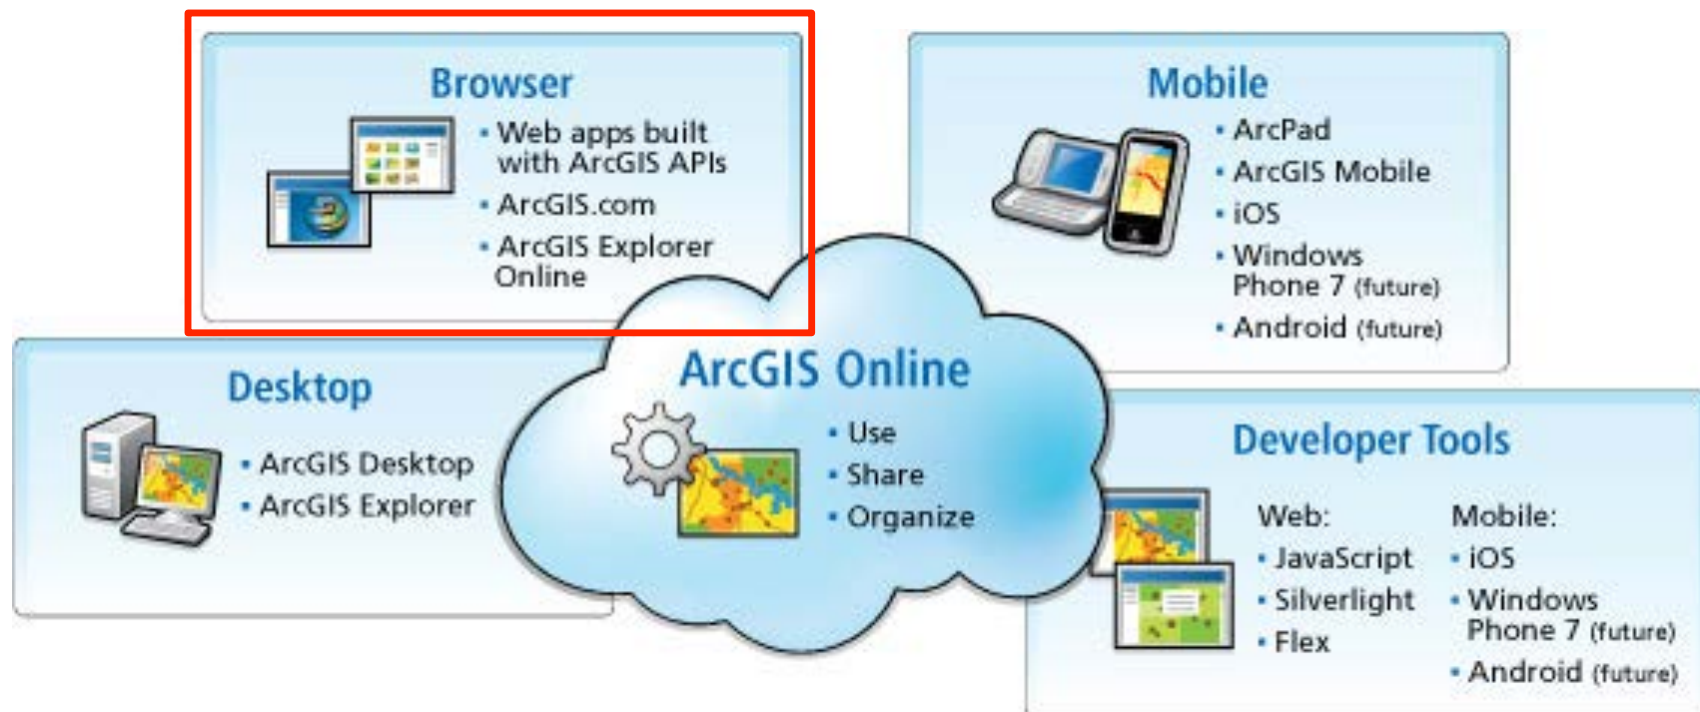 Browser
• Web apps built
with ArcGIS APIs
• ArcGIS.com
• ArcGIS Explorer
Online
Mobile
• ArcPad
• ArcGIS Mobile
• iOS
• Windows
Phone 7 (future)
• Android (future)
Desktop
• ArcGIS Desktop
• ArcGIS Explorer
ArcGIS Online
• Use
• Share
• Organize
Developer Tools
Web:
• JavaScript
• Silverlight
• Flex
Mobile:
• iOS
• Windows
Phone 7 (future)
• Android (future)